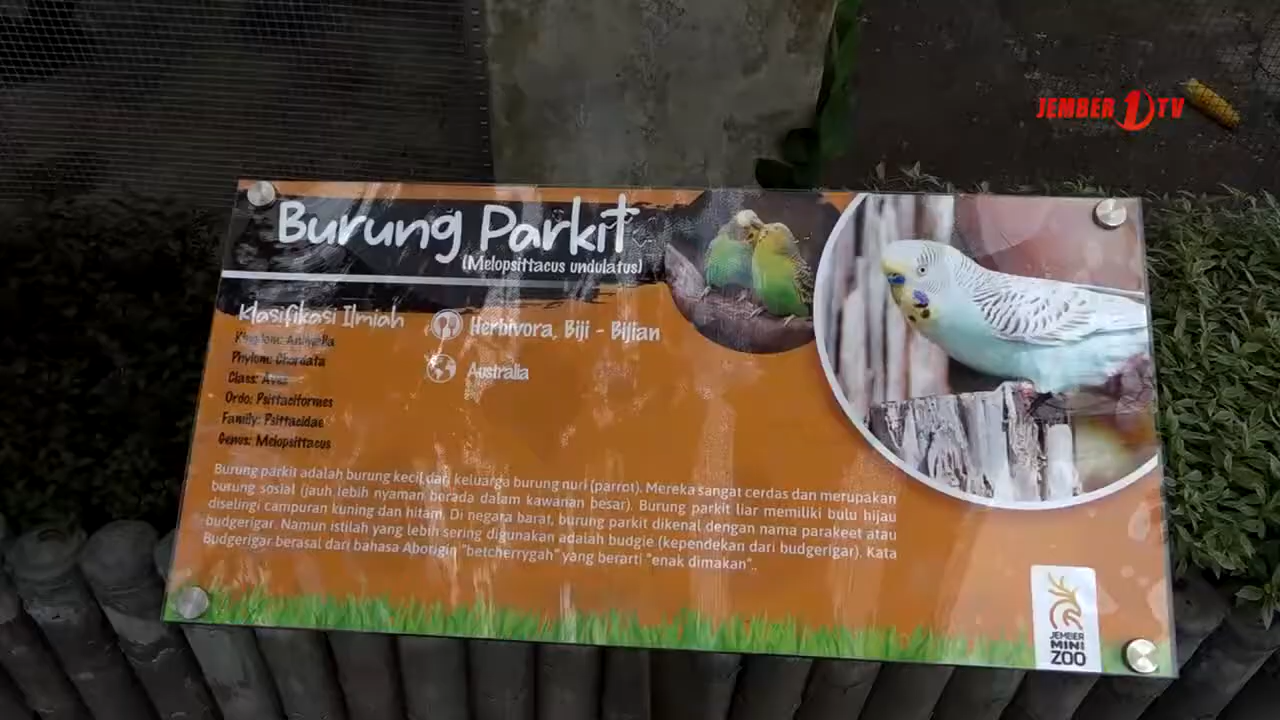 JEMBER 1 TV
Burung Parkit
(Melopsittacus undulatus)
Klasifikasi Ilmiah
Kingdom: Animalia
Phylum: Chordata
Class: Aves
Ordo: Psittaciformes
Family: Psittacidae
Genus: Melopsittacus
Herbivora, Biji - Bijian
Australia
Burung parkit adalah burung kecil dari keluarga burung nuri (parrot). Mereka sangat cerdas dan merupakan
burung sosial (jauh lebih nyaman berada dalam kawanan besar). Burung parkit liar memiliki bulu hijau
diselingi campuran kuning dan hitam. Di negara barat, burung parkit dikenal dengan nama parakeet atau
budgerigar. Namun istilah yang lebih sering digunakan adalah budgie (kependekan dari budgerigar). Kata
Budgerigar berasal dari bahasa Aborigin "betcherrygah" yang berarti "enak dimakan"..
JEMBER
MINI
ZOO